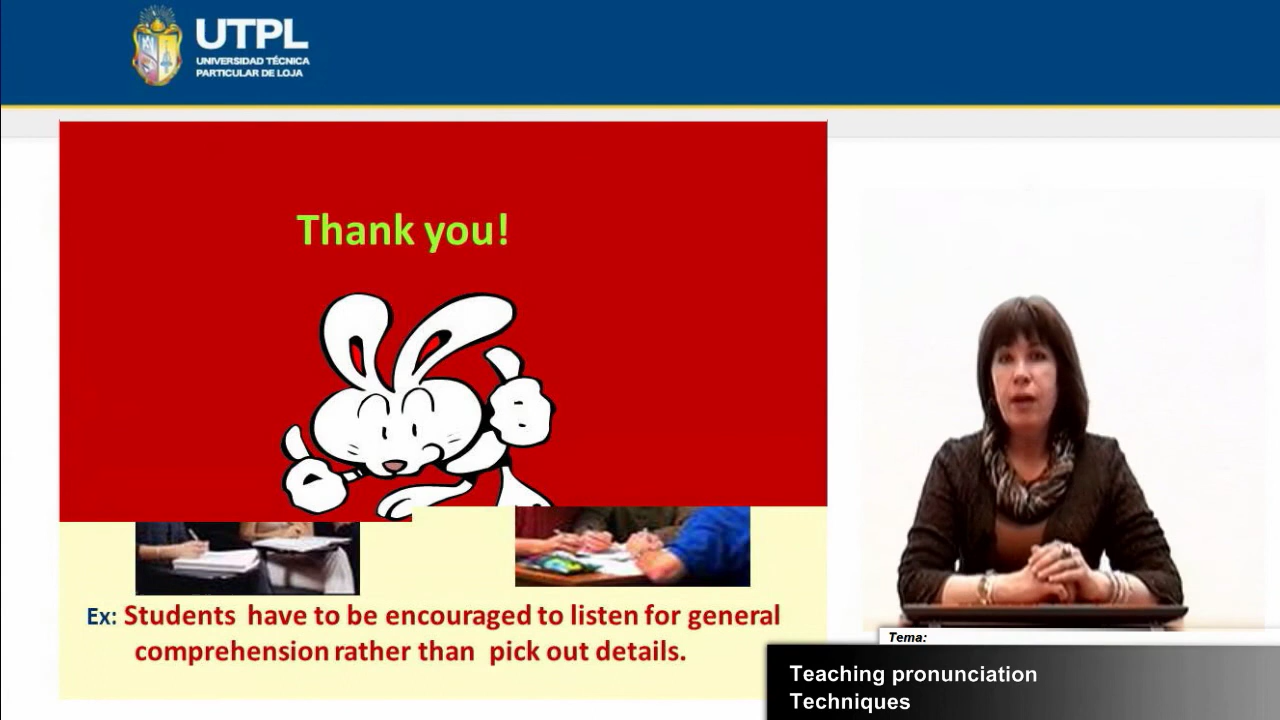 UTPL
UNIVERSIDAD TÉCNICA
PARTICULAR DE LOJA
Thank you!
Ex: Students have to be encouraged to listen for general
comprehension rather than pick out details.
Tema:
Teaching pronunciation
Techniques